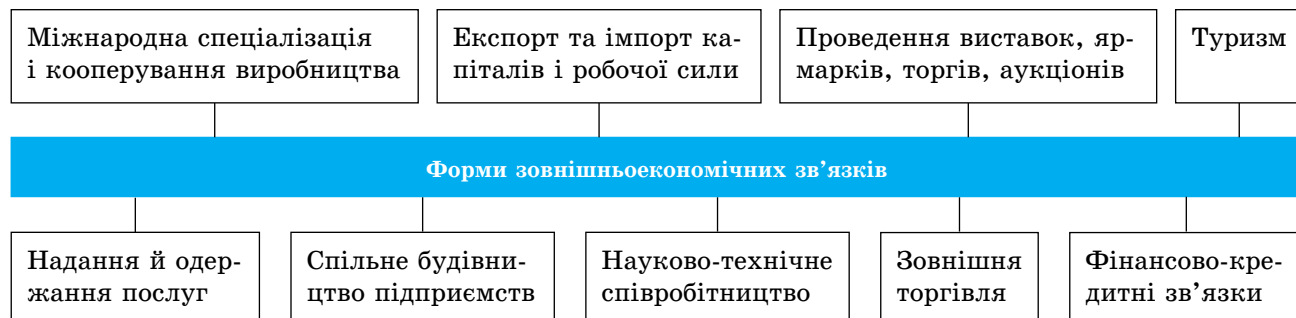 Міжнародна спеціалізація
і кооперування виробництва
Експорт та імпорт ка-
піталів і робочої сили
Проведення виставок, яр-
марків, торгів, аукціонів
Туризм
Форми зовнішньоекономічних зв’язків
Надання й одер-
жання послуг
Спільне будівни-
цтво підприємств
Науково-технічне
співробітництво
Зовнішня
торгівля
Фінансово-кре-
дитні зв’язки